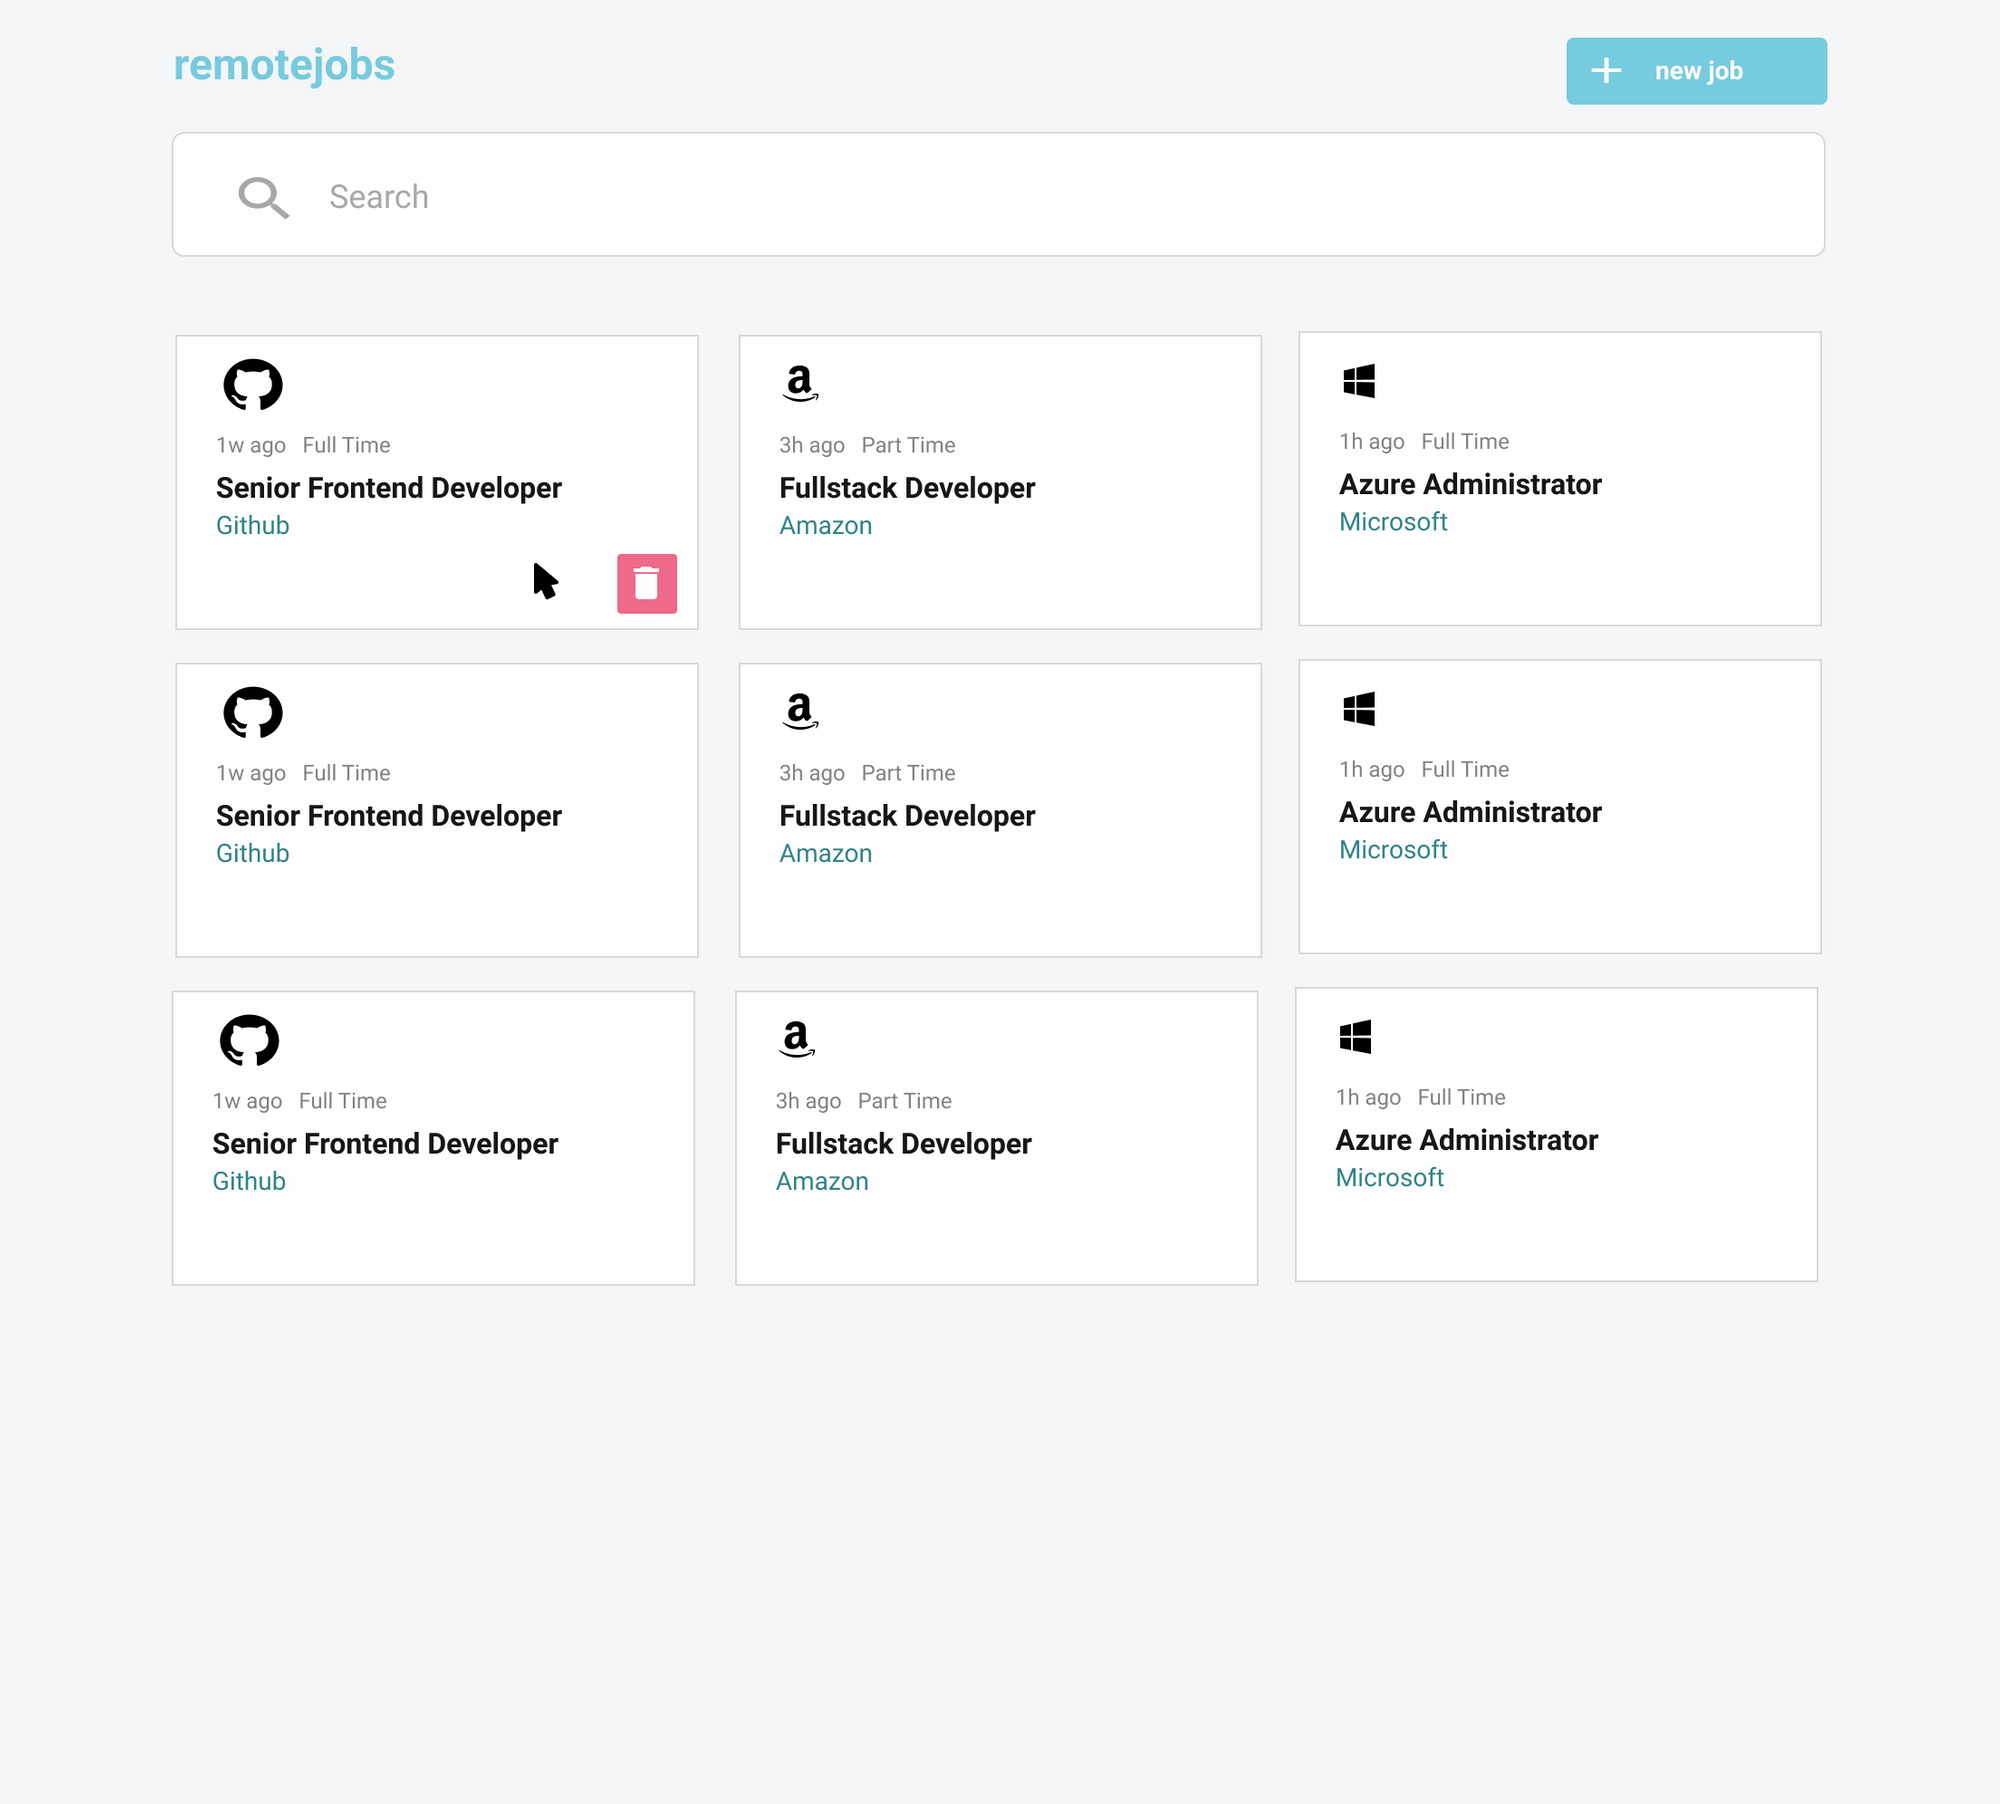 remotejobs
new job
Search
1w ago Full Time
Senior Frontend Developer
Github
3h ago Part Time
Fullstack Developer
Amazon
1h ago Full Time
Azure Administrator
Microsoft
1w ago Full Time
Senior Frontend Developer
Github
3h ago Part Time
Fullstack Developer
Amazon
1h ago Full Time
Azure Administrator
Microsoft
1w ago Full Time
Senior Frontend Developer
Github
3h ago Part Time
Fullstack Developer
Amazon
1h ago Full Time
Azure Administrator
Microsoft